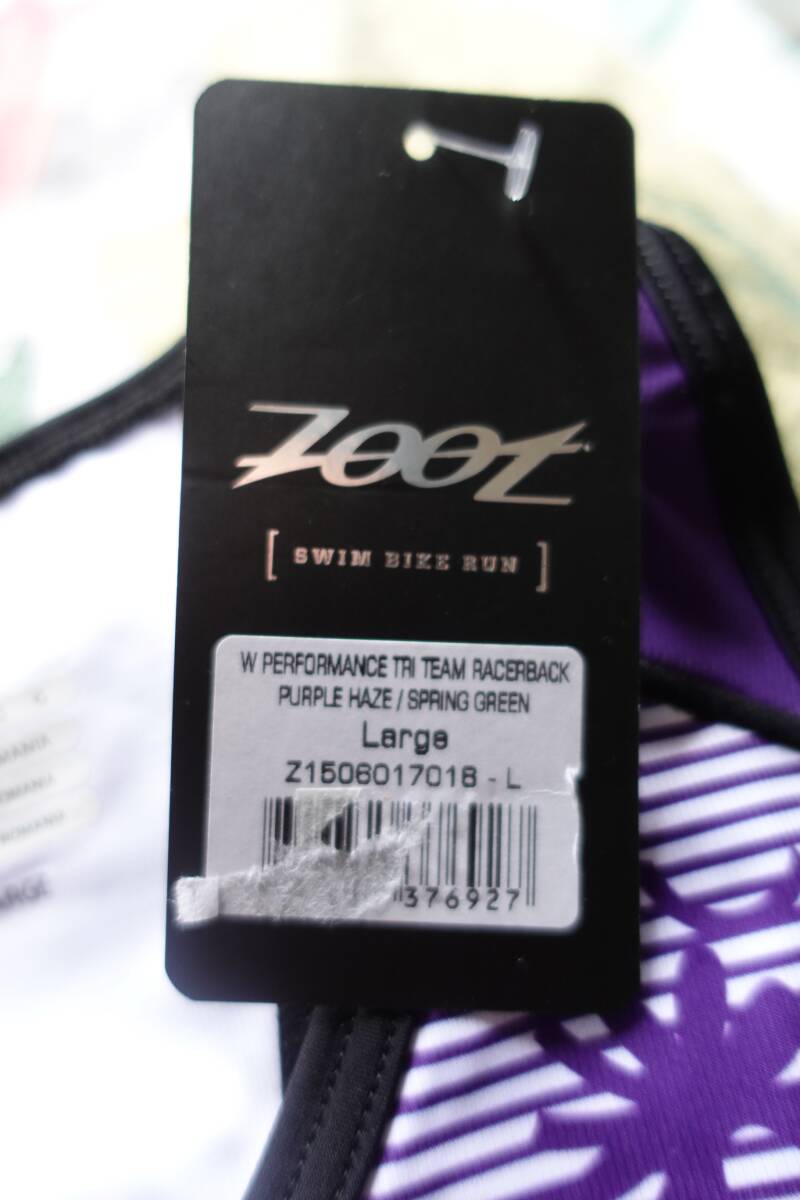 ZOOT
[ SWIM BIKE RUN ]
W PERFORMANCE TRI TEAM RACERBACK
PURPLE HAZE / SPRING GREEN
Large
Z1506017018 - L
376927